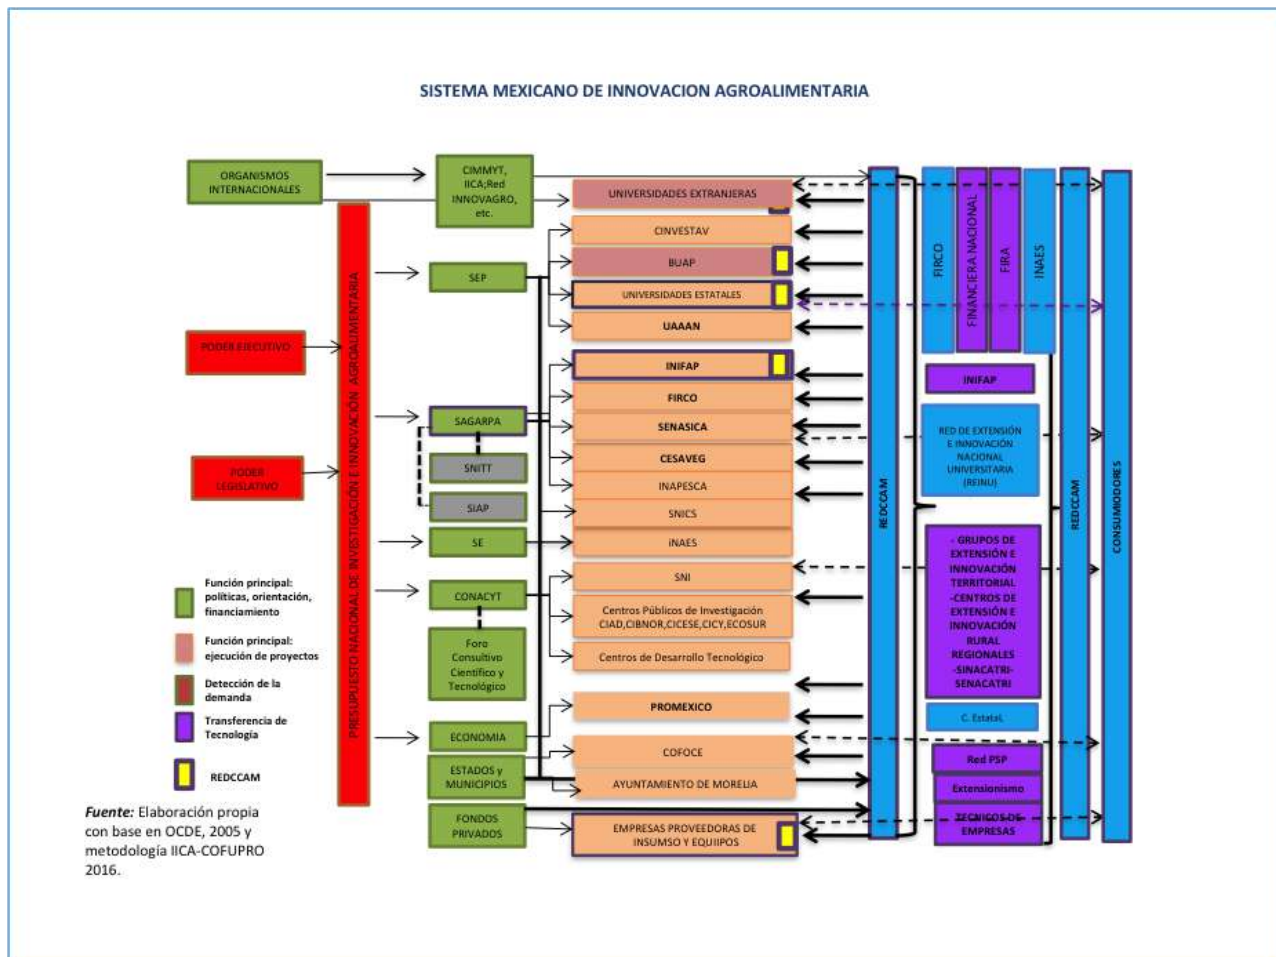 SISTEMA MEXICANO DE INNOVACION AGROALIMENTARIA
ORGANISMOS
INTERNACIONALES
PODER EJECUTIVO
PODER
LEGISLATIVO
PRESUPUESTO NACIONAL DE INVESTIGACIÓN E INNOVACIÓN AGROALIMENTARIA
CIMMYT,
IICA;Red
INNOVAGRO,
etc.
SEP
SAGARPA
SNITT
SIAP
SE
CONACYT
Foro
Consultivo
Científico y
Tecnológico
ECONOMIA
ESTADOS y
MUNICIPIOS
FONDOS
PRIVADOS
UNIVERSIDADES EXTRANJERAS
CINVESTAV
BUAP
UNIVERSIDADES ESTATALES
UAAAN
INIFAP
FIRCO
SENASICA
CESAVEG
INAPESCA
SNICS
iNAES
SNI
Centros Públicos de Investigación
CIAD,CIBNOR,CICESE,CICY,ECOSUR
Centros de Desarrollo Tecnológico
PROMEXICO
COFOCE
AYUNTAMIENTO DE MORELIA
EMPRESAS PROVEEDORAS DE
INSUMSO Y EQUIIPOS
REDCCAM
FIRCO
FINANCIERA NACIONAL
FIRA
INAES
INIFAP
RED DE EXTENSIÓN
E INNOVACIÓN
NACIONAL
UNIVERSITARIA
(REINU)
- GRUPOS DE
EXTENSIÓN E
INNOVACIÓN
TERRITORIAL
-CENTROS DE
EXTENSIÓN E
INNOVACIÓN
RURAL
REGIONALES
-SINACATRI-
SENACATRI
C. Estatal,
Red PSP
Extensionismo
TECNICOS DE
EMPRESAS
REDCCAM
CONSUMIODORES
Función principal:
políticas, orientación,
financiamiento
Función principal:
ejecución de proyectos
Detección de la
demanda
Transferencia de
Tecnología
REDCCAM
Fuente: Elaboración propia
con base en OCDE, 2005 y
metodología IICA-COFUPRO
2016.